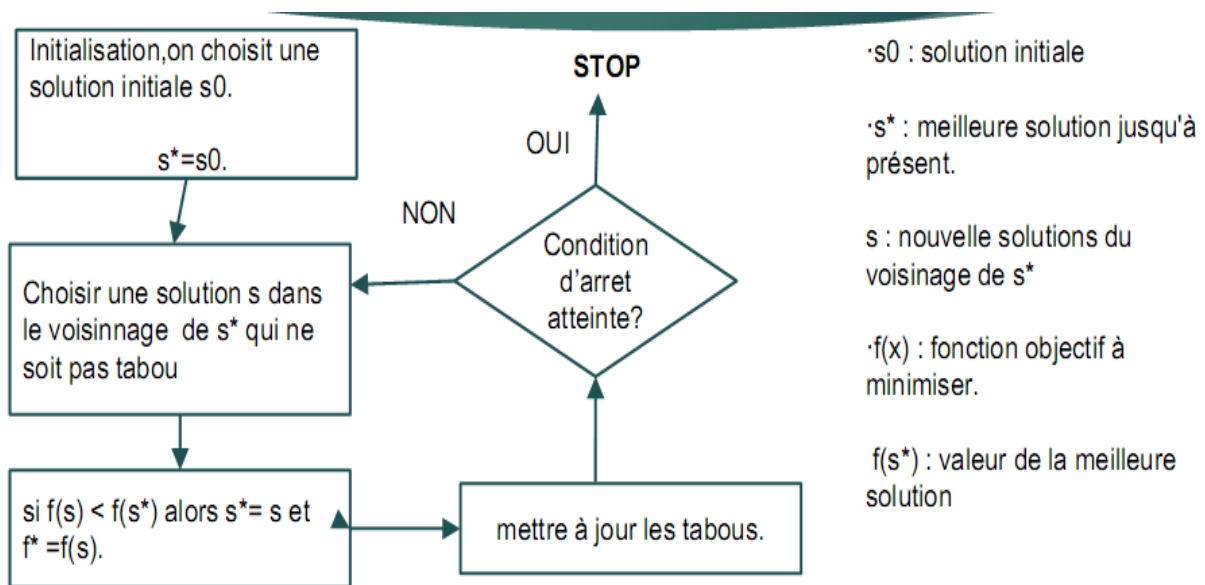 Initialisation,on choisit une
solution initiale s0.
s*=s0.
Choisir une solution s dans
le voisinnage de s* qui ne
soit pas tabou
si f(s) < f(s*) alors s*= s et
f* =f(s).
mettre à jour les tabous.
Condition
d'arret
atteinte?
NON
OUI
STOP
·s0 : solution initiale
·s* : meilleure solution jusqu'à
présent.
s : nouvelle solutions du
voisinage de s*
·f(x) : fonction objectif à
minimiser.
f(s*) : valeur de la meilleure
solution